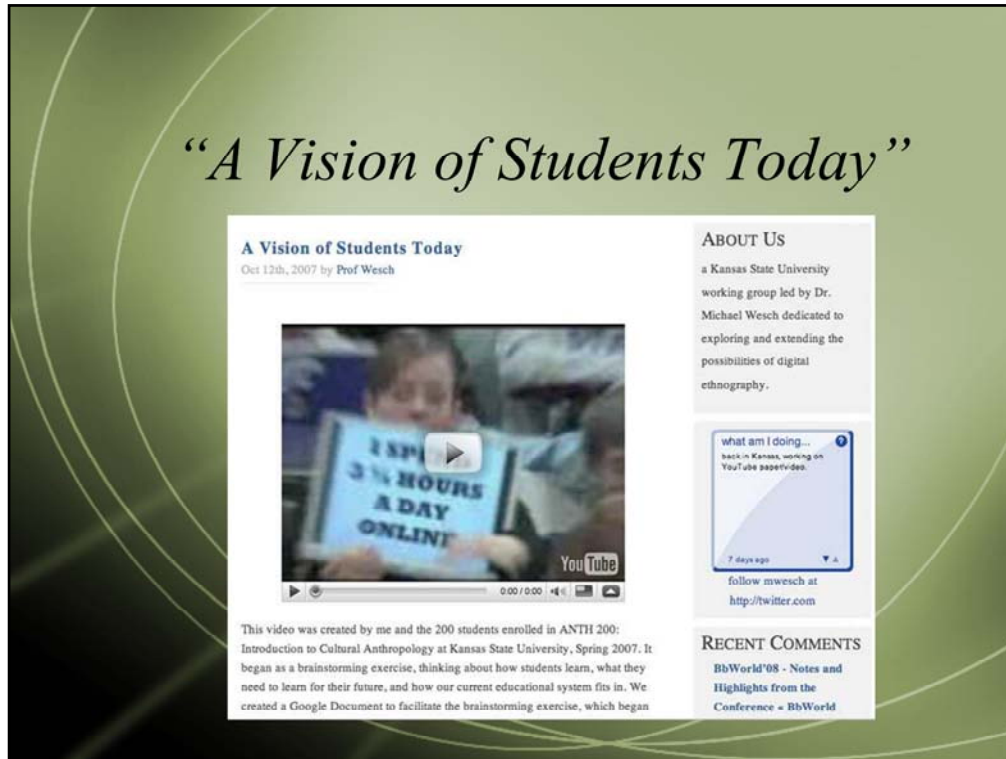 “A Vision of Students Today”
A Vision of Students Today
Oct 12th, 2007 by Prof Wesch
I SPEND
3 ½ HOURS
A DAY
ONLINE
YouTube
0:00 / 0:00
This video was created by me and the 200 students enrolled in ANTH 200:
Introduction to Cultural Anthropology at Kansas State University, Spring 2007. It
began as a brainstorming exercise, thinking about how students learn, what they
need to learn for their future, and how our current educational system fits in. We
created a Google Document to facilitate the brainstorming exercise, which began
ABOUT US
a Kansas State University
working group led by Dr.
Michael Wesch dedicated to
exploring and extending the
possibilities of digital
ethnography.
what am I doing... ?
back in Kansas, working on
YouTube paper/video.
7 days ago
follow mwesch at
http://twitter.com
RECENT COMMENTS
BbWorld'08 - Notes and
Highlights from the
Conference « BbWorld